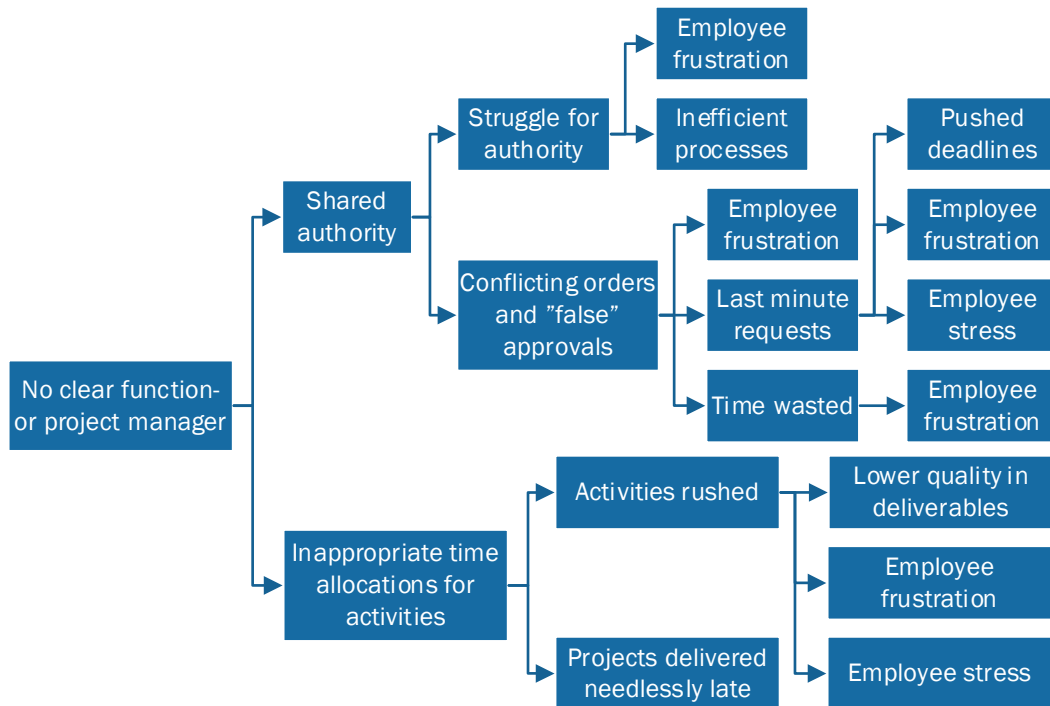 Employee
frustration
Struggle for
authority
Inefficient
processes
Pushed
deadlines
Shared
authority
Employee
frustration
Employee
frustration
Conflicting orders
and ”false”
approvals
Last minute
requests
Employee
stress
No clear function-
or project manager
Time wasted
Employee
frustration
Activities rushed
Lower quality in
deliverables
Inappropriate time
allocations for
activities
Employee
frustration
Projects delivered
needlessly late
Employee stress